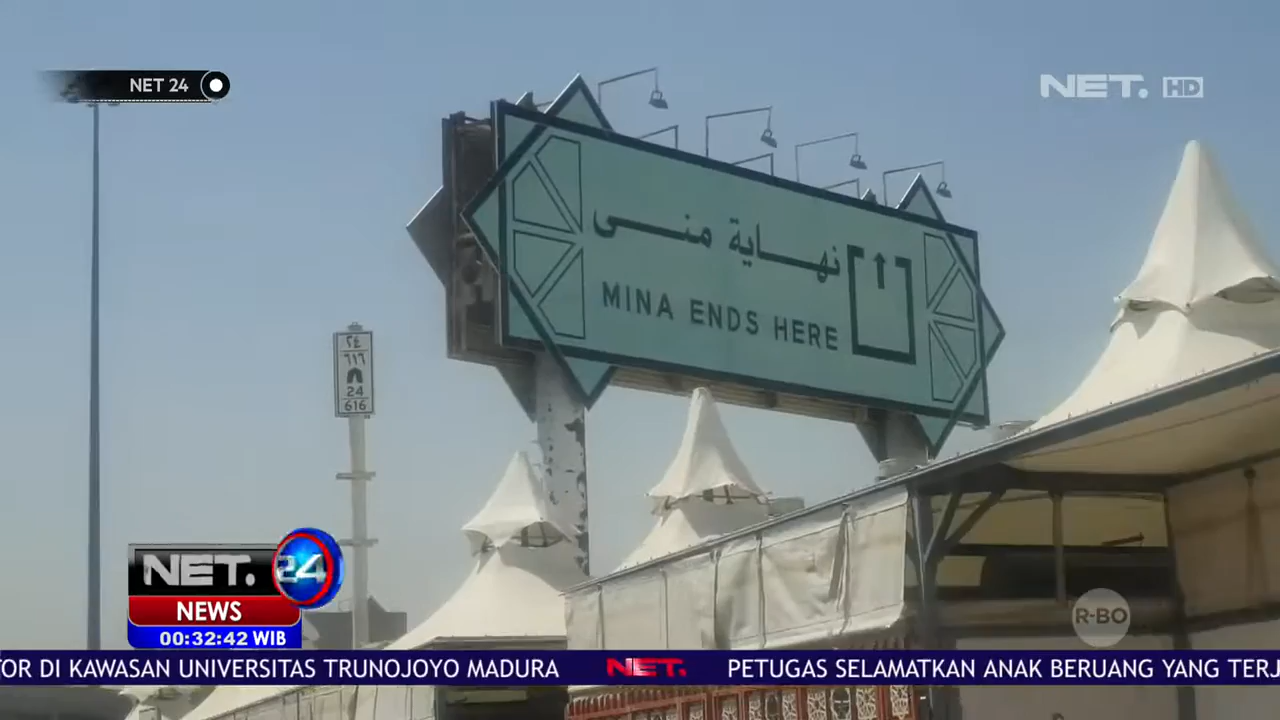 NET 24
NET. HD
نهاية منى
MINA ENDS HERE
٢٤
٦١٦
24
616
NET. 24
NEWS
00:32:42 WIB
R-BO
TOR DI KAWASAN UNIVERSITAS TRUNOJOYO MADURA NET. PETUGAS SELAMATKAN ANAK BERUANG YANG TERJ